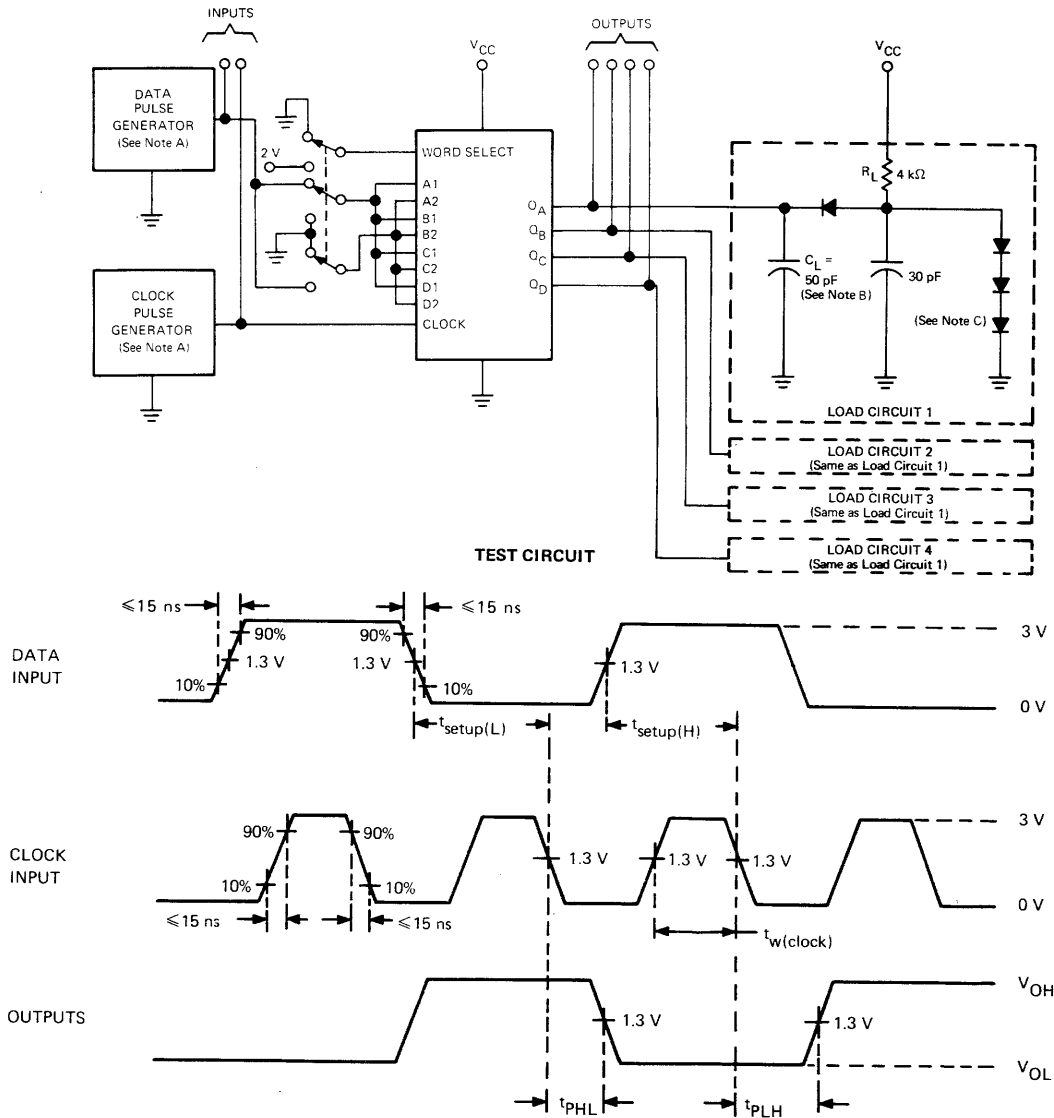 INPUTS
OUTPUTS
VCC
VCC
DATA
PULSE
GENERATOR
(See Note A)
2 V
WORD SELECT
A1
A2
B1
B2
C1
C2
D1
D2
CLOCK
QA
QB
QC
QD
RL
4 kΩ
CL =
50 pF
(See Note B)
30 pF
(See Note C)
CLOCK
PULSE
GENERATOR
(See Note A)
LOAD CIRCUIT 1
LOAD CIRCUIT 2
(Same as Load Circuit 1)
LOAD CIRCUIT 3
(Same as Load Circuit 1)
LOAD CIRCUIT 4
(Same as Load Circuit 1)
TEST CIRCUIT
≤15 ns
≤15 ns
DATA
INPUT
90%
1.3 V
10%
90%
1.3 V
10%
1.3 V
3 V
0 V
tsetup(L)
tsetup(H)
CLOCK
INPUT
90%
90%
10%
10%
≤15 ns
≤15 ns
1.3 V
1.3 V
1.3 V
3 V
0 V
tw(clock)
OUTPUTS
1.3 V
1.3 V
VOH
VOL
tPHL
tPLH